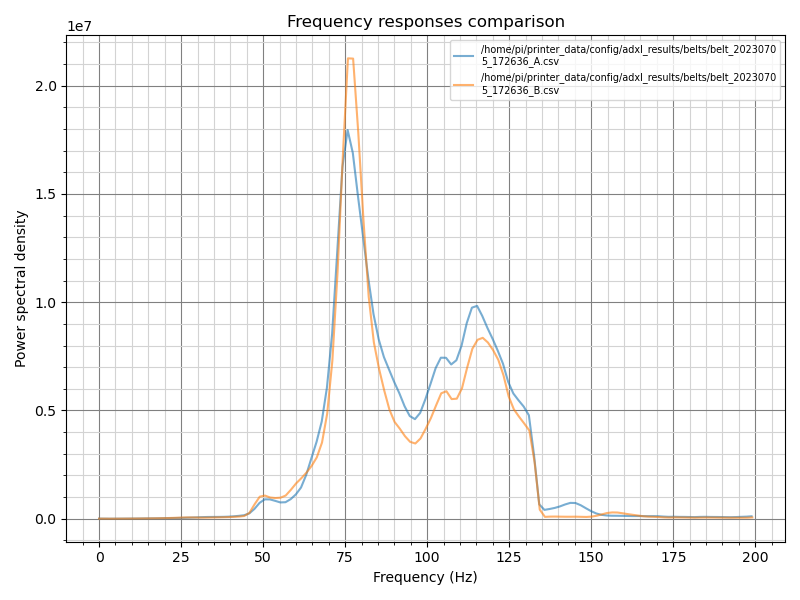 Frequency responses comparison
1e7
/home/pi/printer_data/config/adxl_results/belts/belt_2023070
5_172636_A.csv
/home/pi/printer_data/config/adxl_results/belts/belt_2023070
5_172636_B.csv
2.0
1.5
1.0
0.5
0.0
Power spectral density
0 25 50 75 100 125 150 175 200
Frequency (Hz)